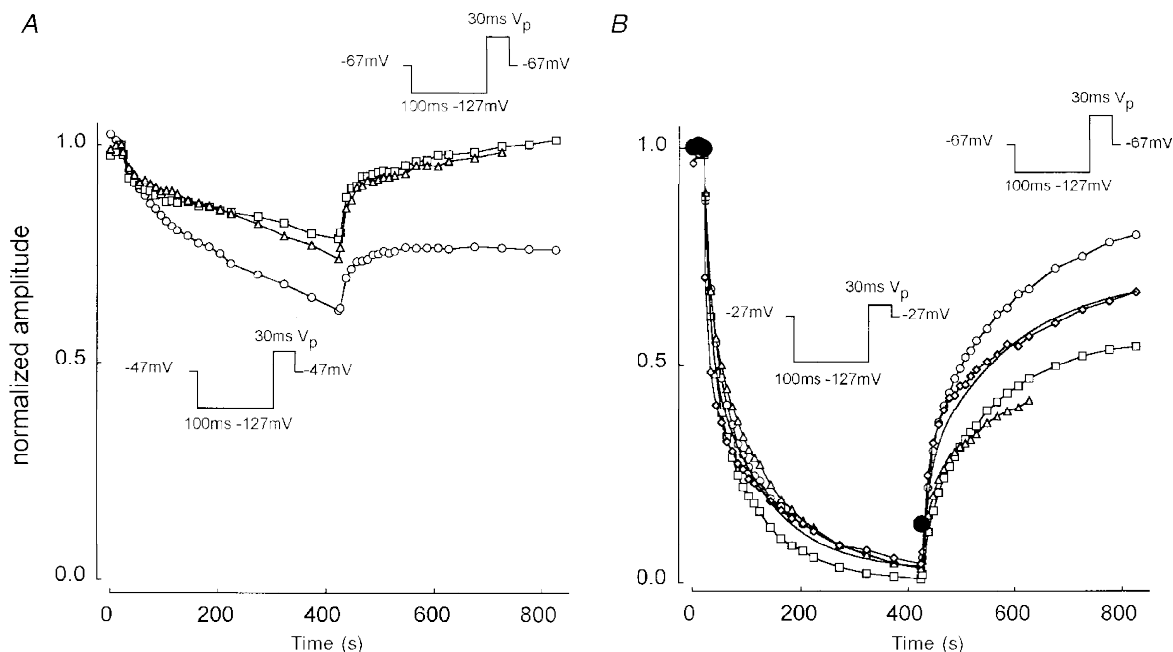 A
30ms Vp
-67mV
-67mV
100ms -127mV
1.0
0.5
0.0
normalized amplitude
30ms Vp
-47mV
-47mV
100ms -127mV
0
200
400
600
800
Time (s)
B
30ms Vp
-67mV
-67mV
100ms -127mV
1.0
0.5
0.0
30ms Vp
-27mV
-27mV
100ms -127mV
0
200
400
600
800
Time (s)